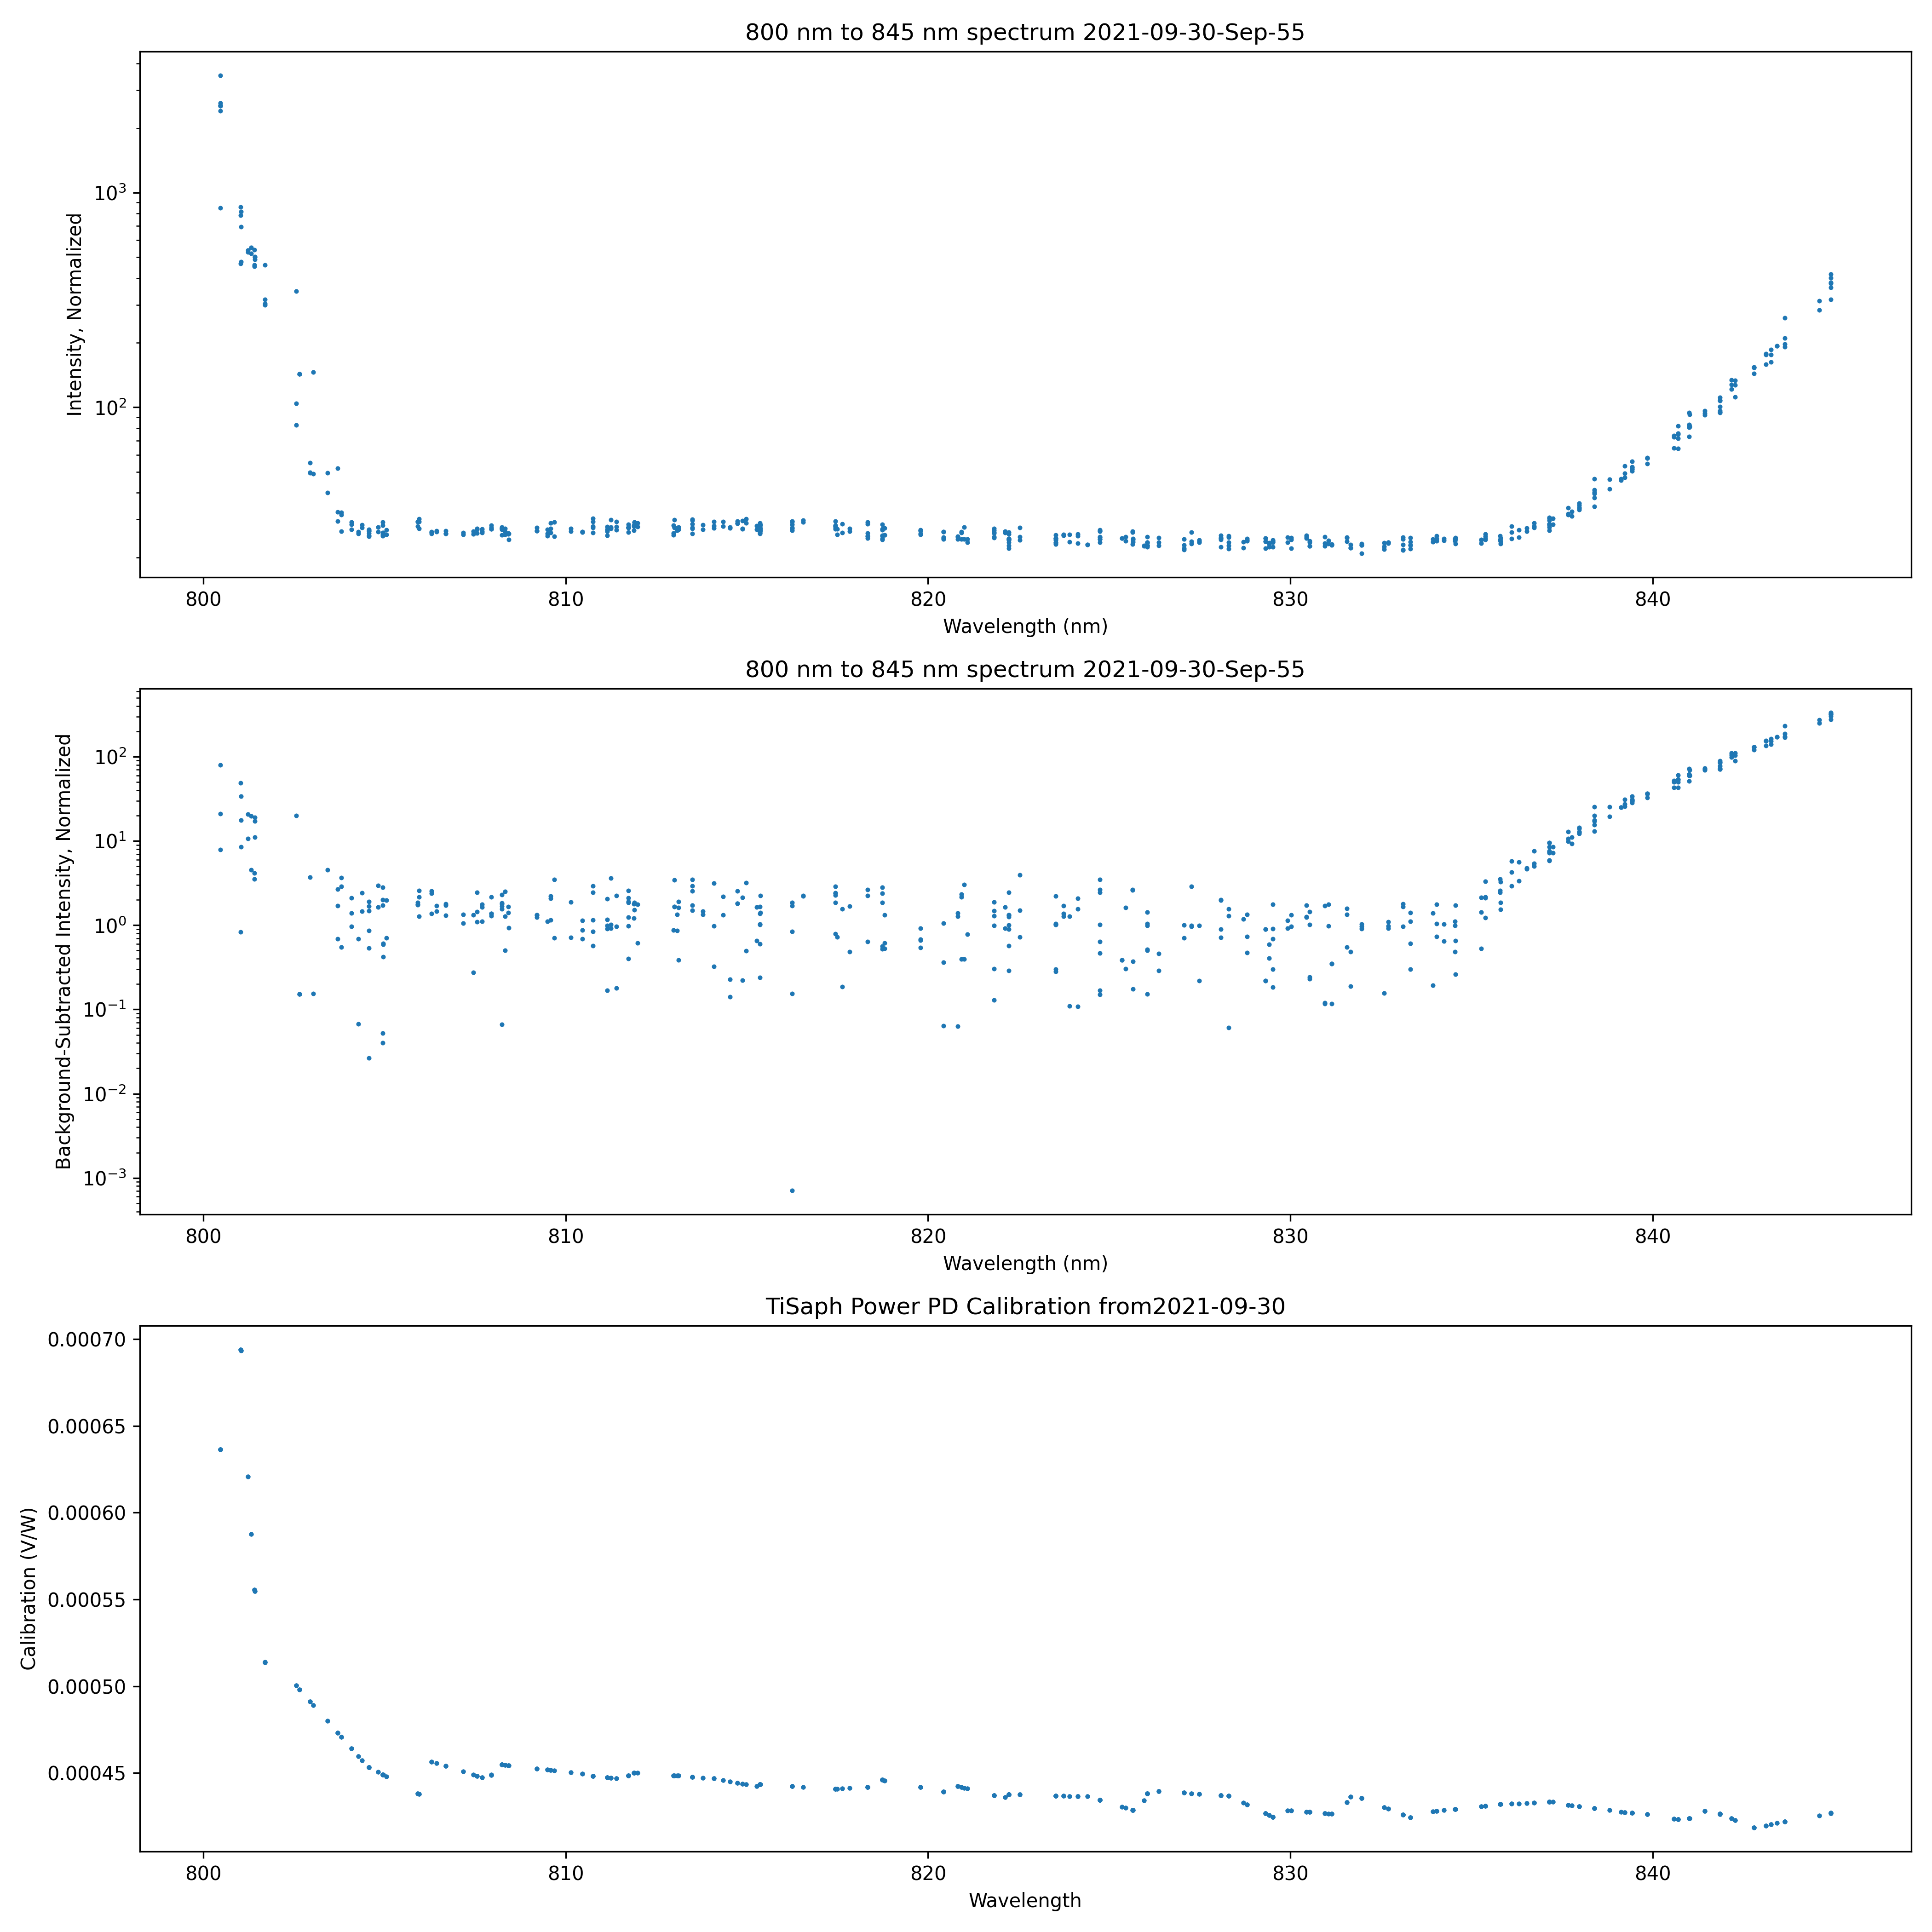 800 nm to 845 nm spectrum 2021-09-30-Sep-55
Intensity, Normalized
10³
10²
800 810 820 830 840
Wavelength (nm)
800 nm to 845 nm spectrum 2021-09-30-Sep-55
Background-Subtracted Intensity, Normalized
10²
10¹
10⁰
10⁻¹
10⁻²
10⁻³
800 810 820 830 840
Wavelength (nm)
TiSaph Power PD Calibration from2021-09-30
Calibration (V/W)
0.00070
0.00065
0.00060
0.00055
0.00050
0.00045
800 810 820 830 840
Wavelength